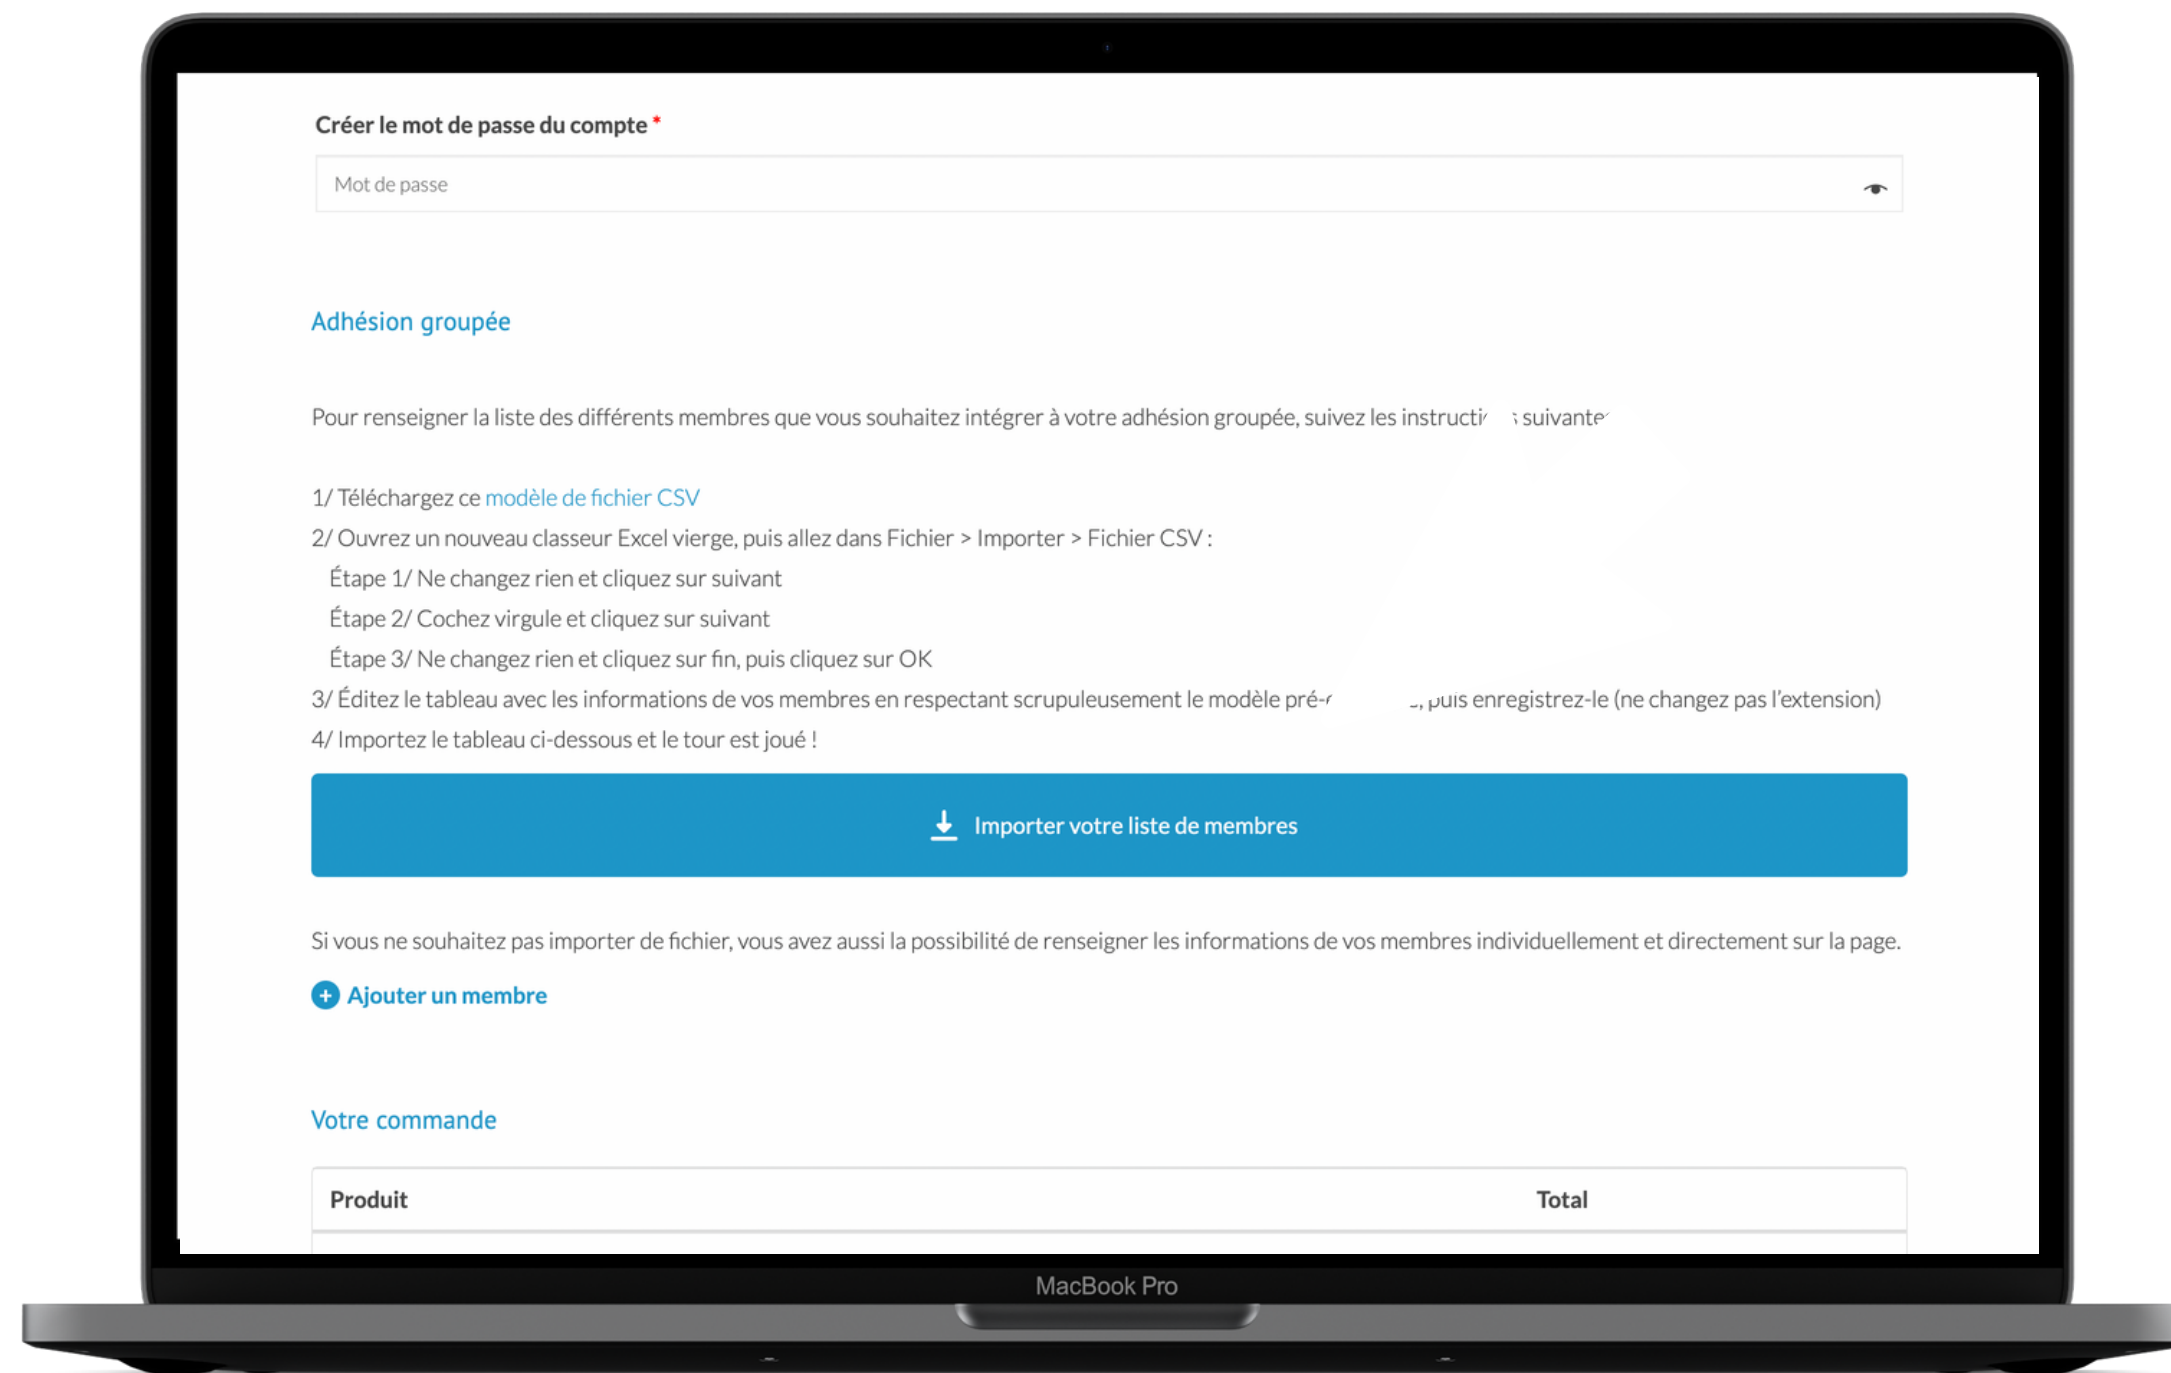 Créer le mot de passe du compte *
Mot de passe
Adhésion groupée
Pour renseigner la liste des différents membres que vous souhaitez intégrer à votre adhésion groupée, suivez les
1/ Téléchargez ce modèle de fichier CSV
2/ Ouvrez un nouveau classeur Excel vierge, puis allez dans Fichier > Importer > Fichier CSV :
Étape 1/ Ne changez rien et cliquez sur suivant
Étape 2/ Cochez virgule et cliquez sur suivant
Étape 3/ Ne changez rien et cliquez sur fin, puis cliquez sur OK
3/ Éditez le tableau avec les informations de vos membres en respectant scrupuleusement le modèle puis enregistrez-le (ne changez pas l'extension)
4/ Importez le tableau ci-dessous et le tour est joué !
Importer votre liste de membres
Si vous ne souhaitez pas importer de fichier, vous avez aussi la possibilité de renseigner les informations de vos membres individuellement et directement sur la page.
Ajouter un membre
Votre commande
Produit Total
MacBook Pro